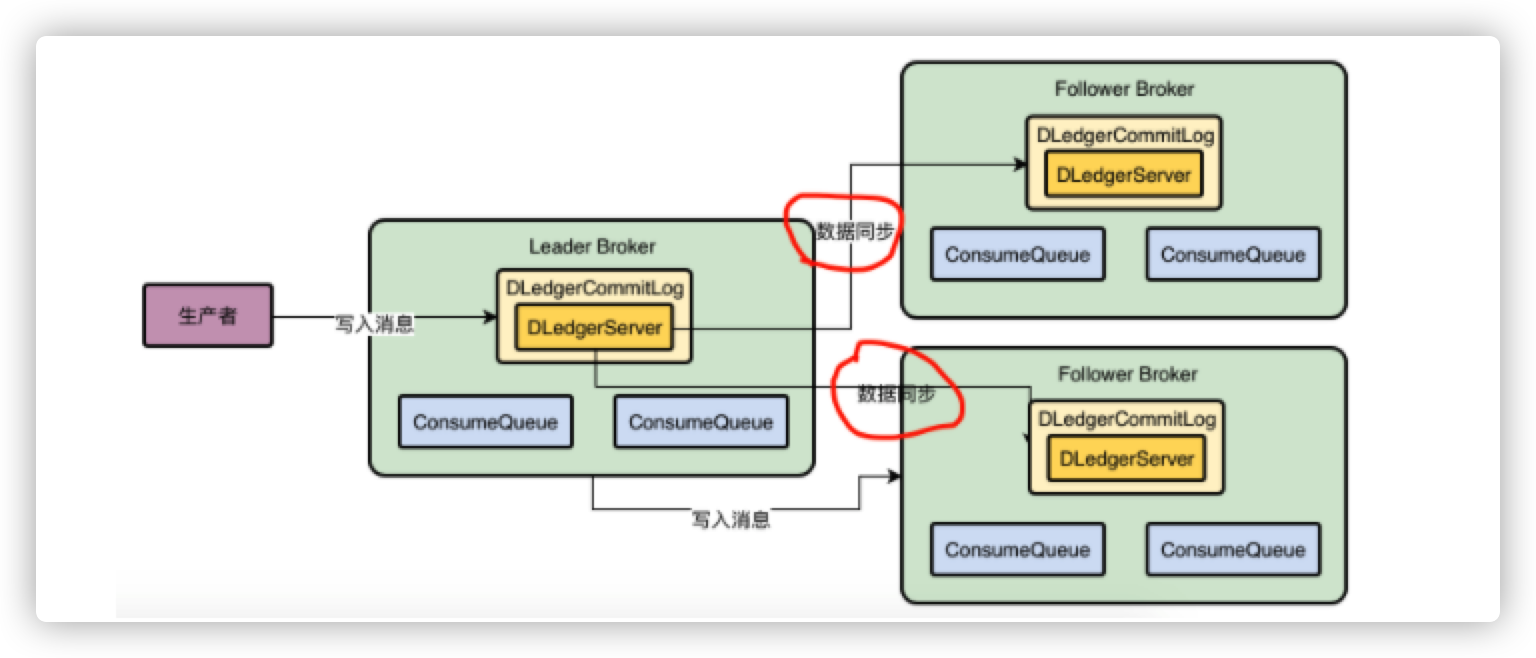 生产者
写入消息
Leader Broker
DLedgerCommitLog
DLedgerServer
ConsumeQueue
ConsumeQueue
数据同步
数据同步
写入消息
Follower Broker
DLedgerCommitLog
DLedgerServer
ConsumeQueue
ConsumeQueue
Follower Broker
DLedgerCommitLog
DLedgerServer
ConsumeQueue
ConsumeQueue